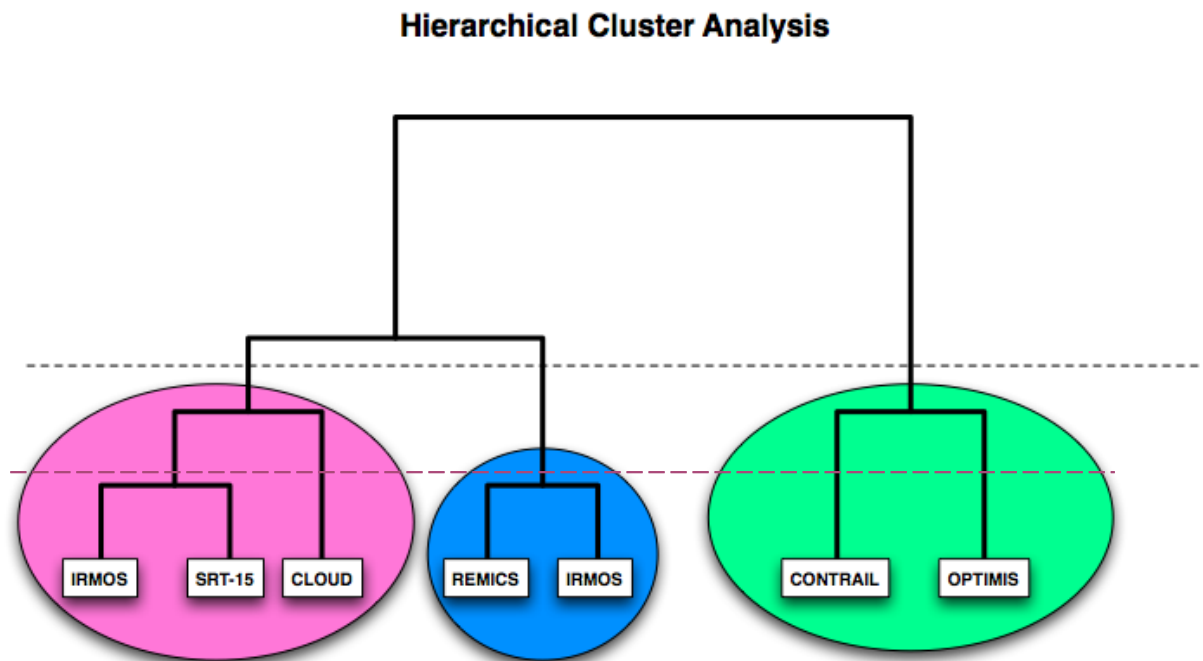 Hierarchical Cluster Analysis
IRMOS
SRT-15
CLOUD
REMICS
IRMOS
CONTRAIL
OPTIMIS